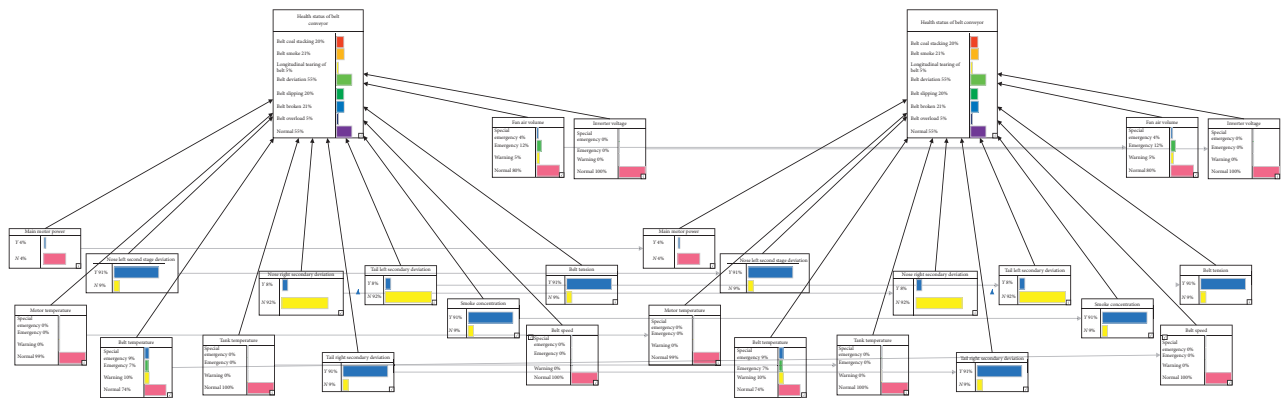 Health status of belt
conveyor
Belt coal stacking 20%
Belt smoke 21%
Longitudinal tearing of
belt 5%
Belt deviation 55%
Belt slipping 20%
Belt broken 21%
Belt overload 5%
Normal 55%
Fan air volume
Special
emergency 4%
Emergency 12%
Warning 5%
Normal 80%
Inverter voltage
Special
emergency 0%
Emergency 0%
Warning 0%
Normal 100%
Main motor power
Y 4%
N 4%
Nose left second stage deviation
Y 91%
N 9%
Nose right secondary deviation
Y 8%
N 92%
Tail left secondary deviation
Y 8%
N 92%
Belt tension
Y 91%
N 9%
Smoke concentration
Y 91%
N 9%
Motor temperature
Special
emergency 0%
Emergency 0%
Warning 0%
Normal 99%
Belt temperature
Special
emergency 9%
Emergency 7%
Warning 10%
Normal 74%
Tank temperature
Special
emergency 0%
Emergency 0%
Warning 0%
Normal 100%
Tail right secondary deviation
Y 91%
N 9%
Belt speed
Special
emergency 0%
Emergency 0%
Warning 0%
Normal 100%
Health status of belt conveyor
Belt coal stacking 20%
Belt smoke 21%
Longitudinal tearing of
belt 5%
Belt deviation 55%
Belt slipping 20%
Belt broken 21%
Belt overload 5%
Normal 55%
Fan air volume
Special
emergency 4%
Emergency 12%
Warning 5%
Normal 80%
Inverter voltage
Special
emergency 0%
Emergency 0%
Warning 0%
Normal 100%
Main motor power
Y 4%
N 4%
Nose left second stage deviation
Y 91%
N 9%
Nose right secondary deviation
Y 8%
N 92%
Tail left secondary deviation
Y 8%
N 92%
Belt tension
Y 91%
N 9%
Smoke concentration
Y 91%
N 9%
Motor temperature
Special
emergency 0%
Emergency 0%
Warning 0%
Normal 99%
Belt temperature
Special
emergency 9%
Emergency 7%
Warning 10%
Normal 74%
Tank temperature
Special
emergency 0%
Emergency 0%
Warning 0%
Normal 100%
Tail right secondary deviation
Y 91%
N 9%
Belt speed
Special
emergency 0%
Emergency 0%
Warning 0%
Normal 100%